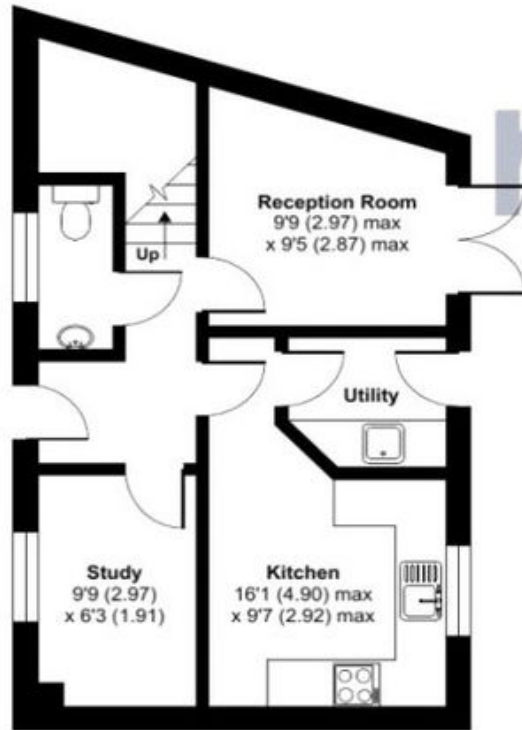 Reception Room
9'9 (2.97) max
x 9'5 (2.87) max
Up
Utility
Study
9'9 (2.97)
x 6'3 (1.91)
Kitchen
16'1 (4.90) max
x 9'7 (2.92) max